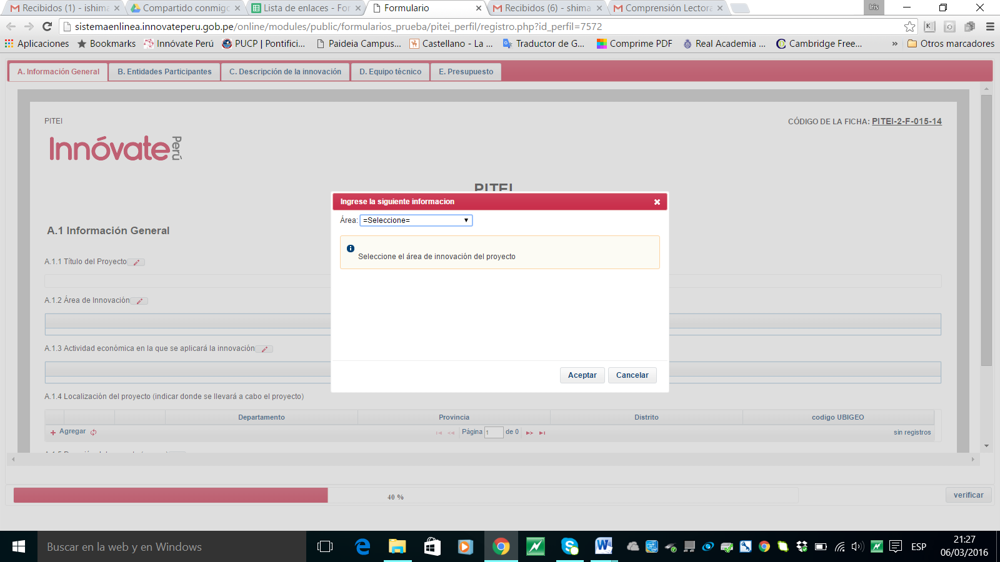 Recibidos (1) - ishima
Compartido conmigo
Lista de enlaces - For
Formulario
Recibidos (6) - shima
Comprensión Lectora
Iris
sistemaenlinea.innovateperu.gob.pe/online/modules/public/formularios_prueba/pitei_perfil/registro.php?id_perfil=7572
Aplicaciones
Bookmarks
Innóvate Perú
PUCP | Pontifici...
Paideia Campus...
Castellano - La ...
Traductor de G...
Comprime PDF
Real Academia ...
Cambridge Free...
»
Otros marcadores
A. Información General
B. Entidades Participantes
C. Descripción de la innovación
D. Equipo técnico
E. Presupuesto
PITEI
CÓDIGO DE LA FICHA: PITEI-2-F-015-14
Innóvate Perú
PITEI
Ingrese la siguiente informacion
Área: =Seleccione=
Seleccione el área de innovación del proyecto
Aceptar
Cancelar
A.1 Información General
A.1.1 Título del Proyecto
A.1.2 Área de Innovación
A.1.3 Actividad económica en la que se aplicará la innovación
A.1.4 Localización del proyecto (indicar donde se llevará a cabo el proyecto)
Departamento
Provincia
Distrito
codigo UBIGEO
Agregar
Página 1 de 0
sin registros
40 %
verificar
Buscar en la web y en Windows
ESP
21:27
06/03/2016